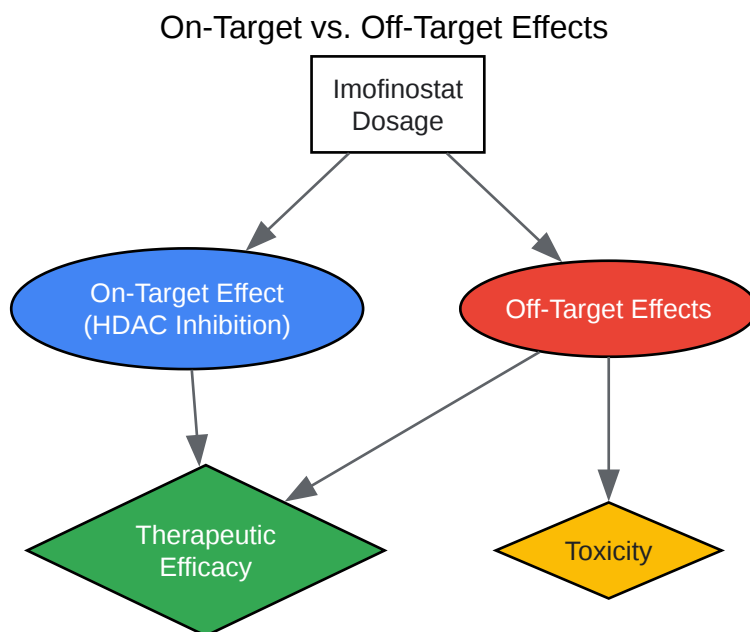 On-Target vs. Off-Target Effects
Imofinostat
Dosage
On-Target Effect
(HDAC Inhibition)
Off-Target Effects
Therapeutic
Efficacy
Toxicity